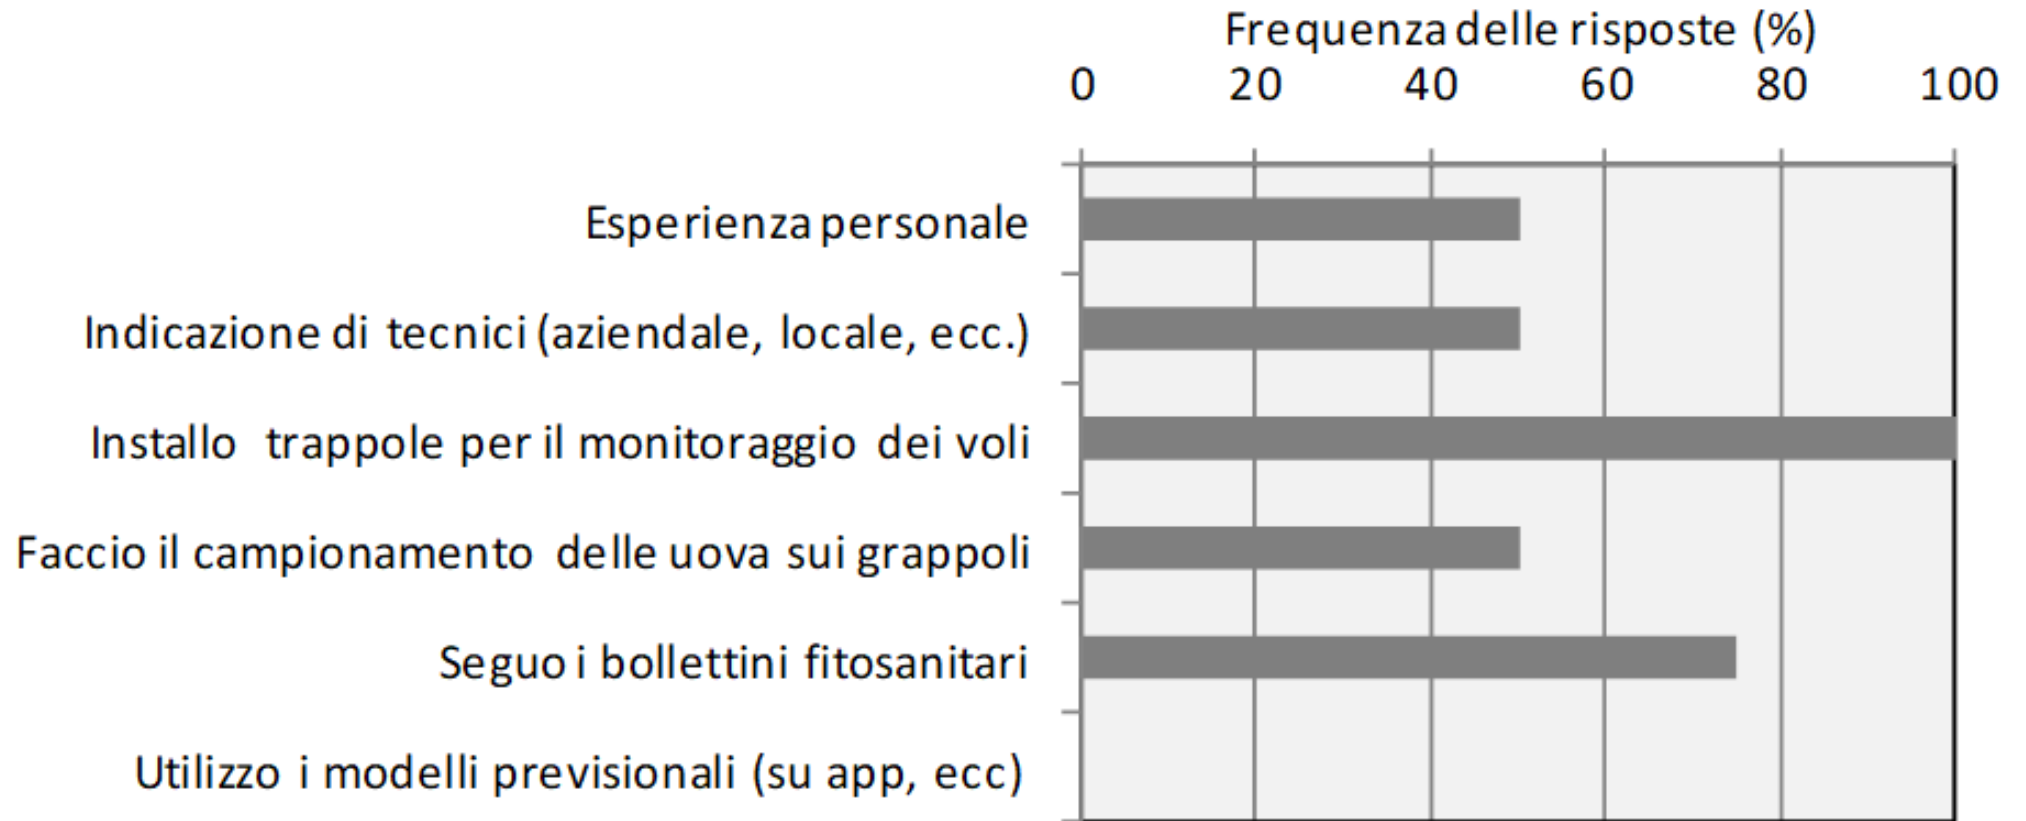 Frequenza delle risposte (%)
0 20 40 60 80 100
Esperienza personale
Indicazione di tecnici (aziendale, locale, ecc.)
Installo trappole per il monitoraggio dei voli
Faccio il campionamento delle uova sui grappoli
Seguo i bollettini fitosanitari
Utilizzo i modelli previsionali (su app, ecc)